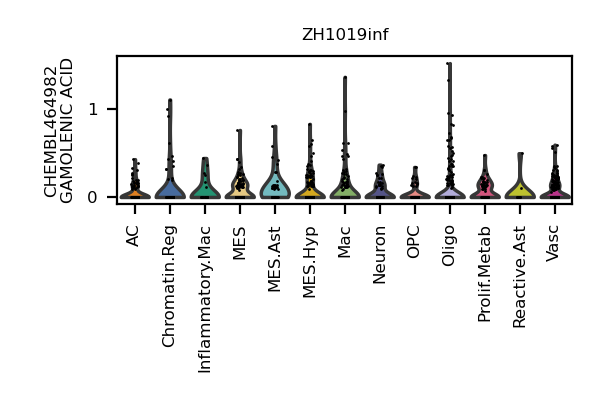 ZH1019inf
CHEMBL464982
GAMOLENIC ACID
1
0
AC
Chromatin.Reg
Inflammatory.Mac
MES
MES.Ast
MES.Hyp
Mac
Neuron
OPC
Oligo
Prolif.Metab
Reactive.Ast
Vasc